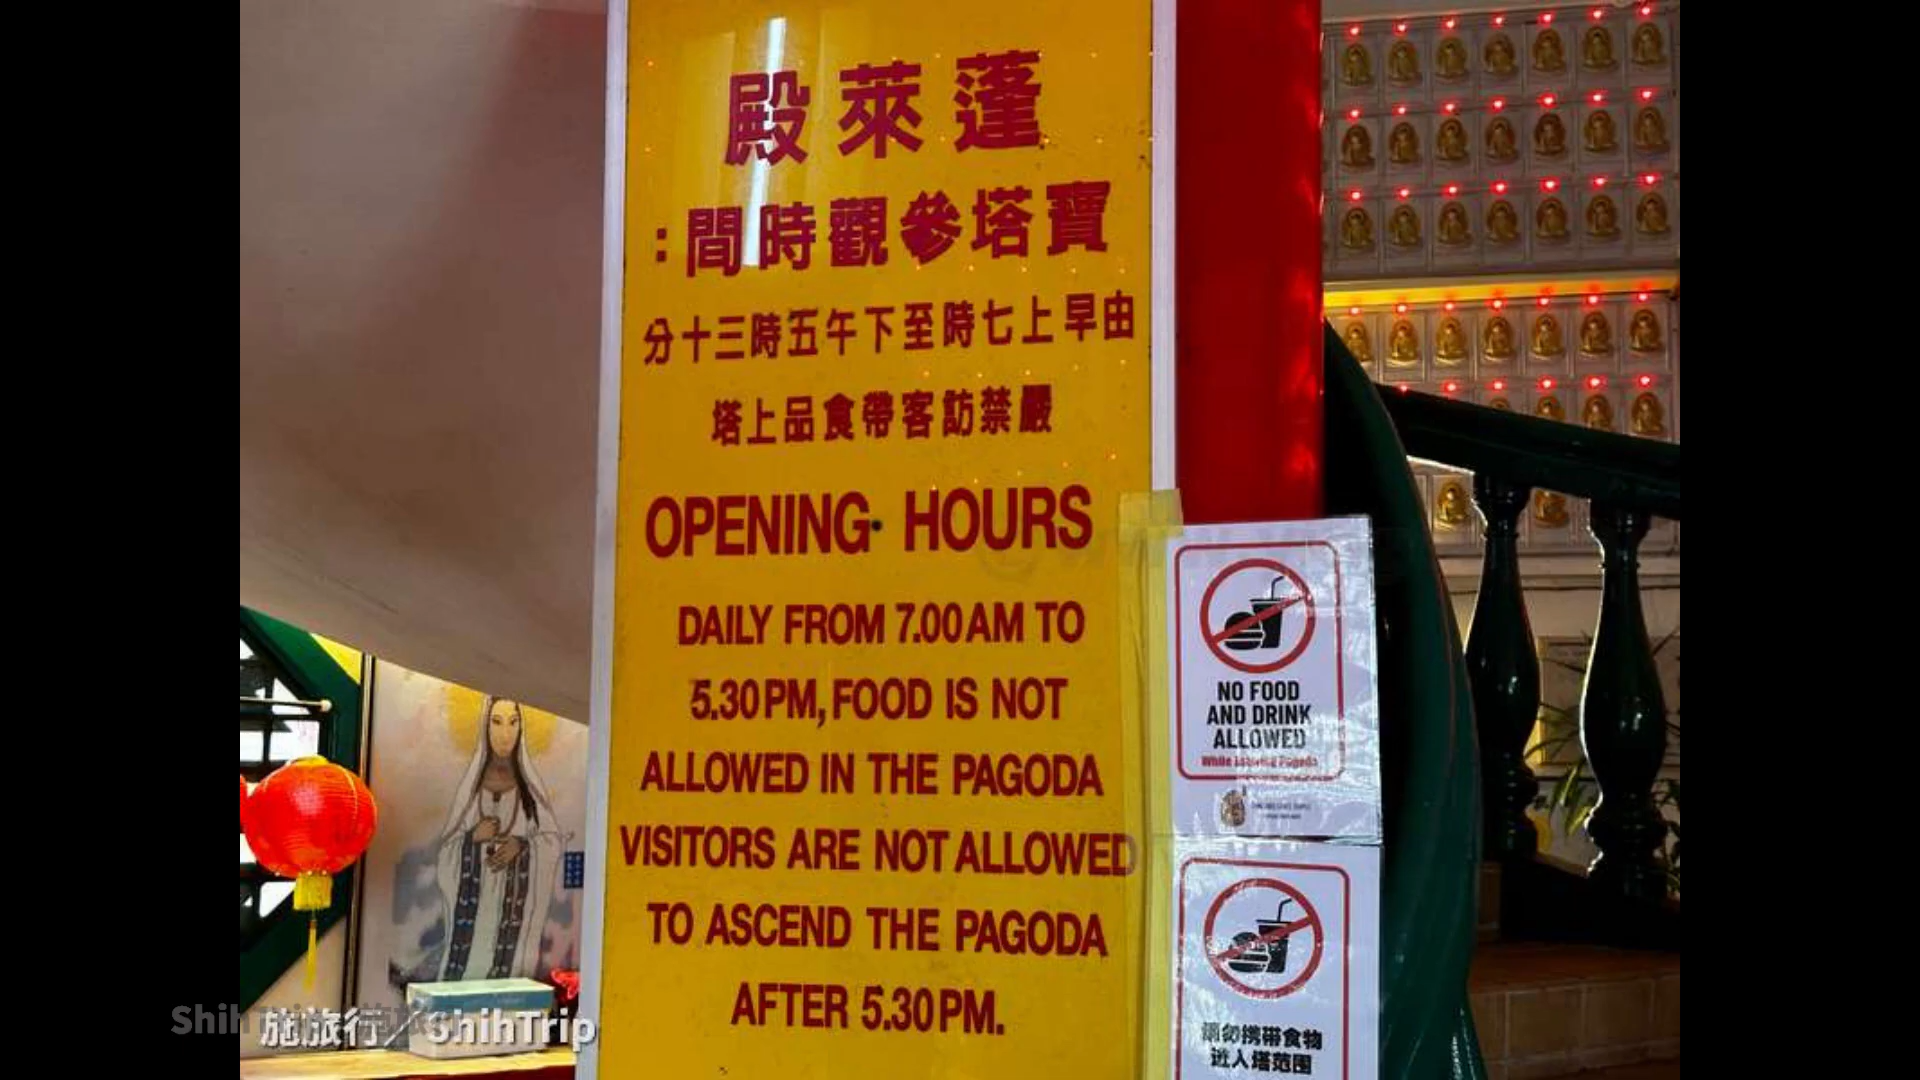 蓬萊殿
寶塔參觀時間：
由早上七時至下午五時三十分
嚴禁訪客帶食品上塔
OPENING HOURS
DAILY FROM 7.00 AM TO
5.30 PM, FOOD IS NOT
ALLOWED IN THE PAGODA
VISITORS ARE NOT ALLOWED
TO ASCEND THE PAGODA
AFTER 5.30 PM.
NO FOOD
AND DRINK
ALLOWED
While Entering Pagoda
請勿携带食物
进入塔范围
施旅行／ShihTrip